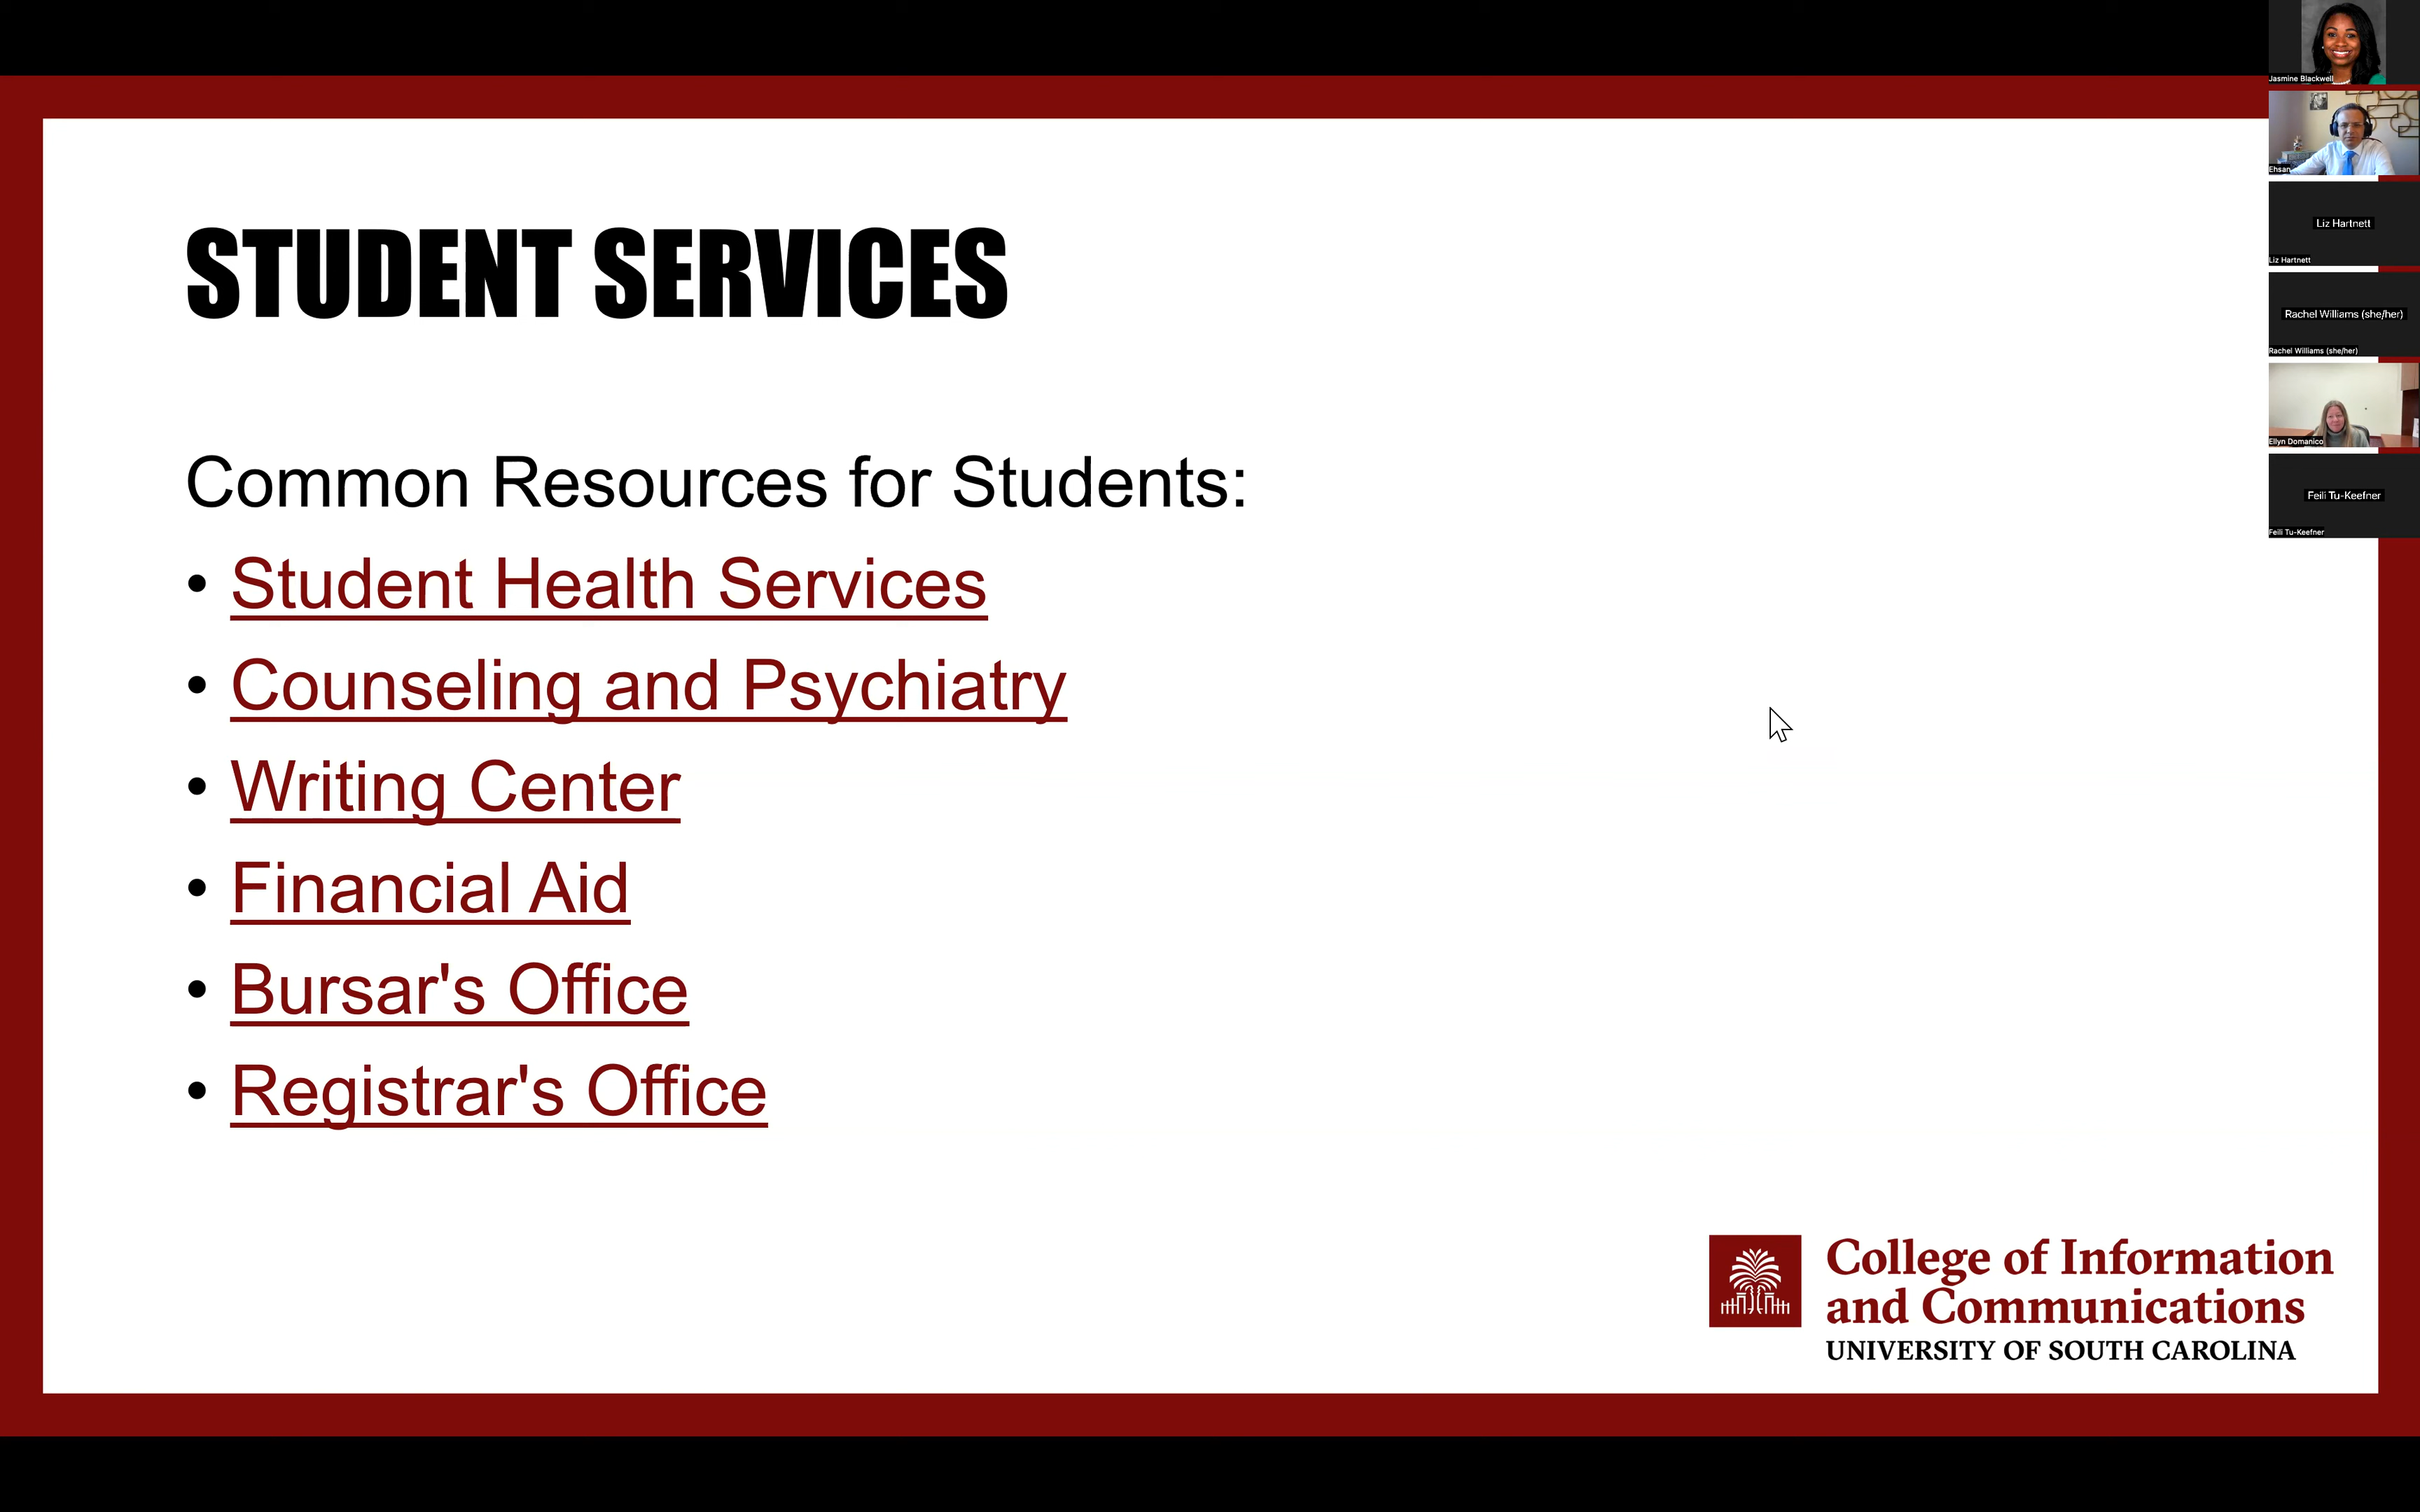 STUDENT SERVICES
Common Resources for Students:
• Student Health Services
• Counseling and Psychiatry
• Writing Center
• Financial Aid
• Bursar's Office
• Registrar's Office
College of Information
and Communications
UNIVERSITY OF SOUTH CAROLINA
Jasmine Blackwell
Ehsan
Liz Hartnett
Liz Hartnett
Rachel Williams (she/her)
Rachel Williams (she/her)
Ellyn Domanico
Feili Tu-Keefner
Feili Tu-Keefner